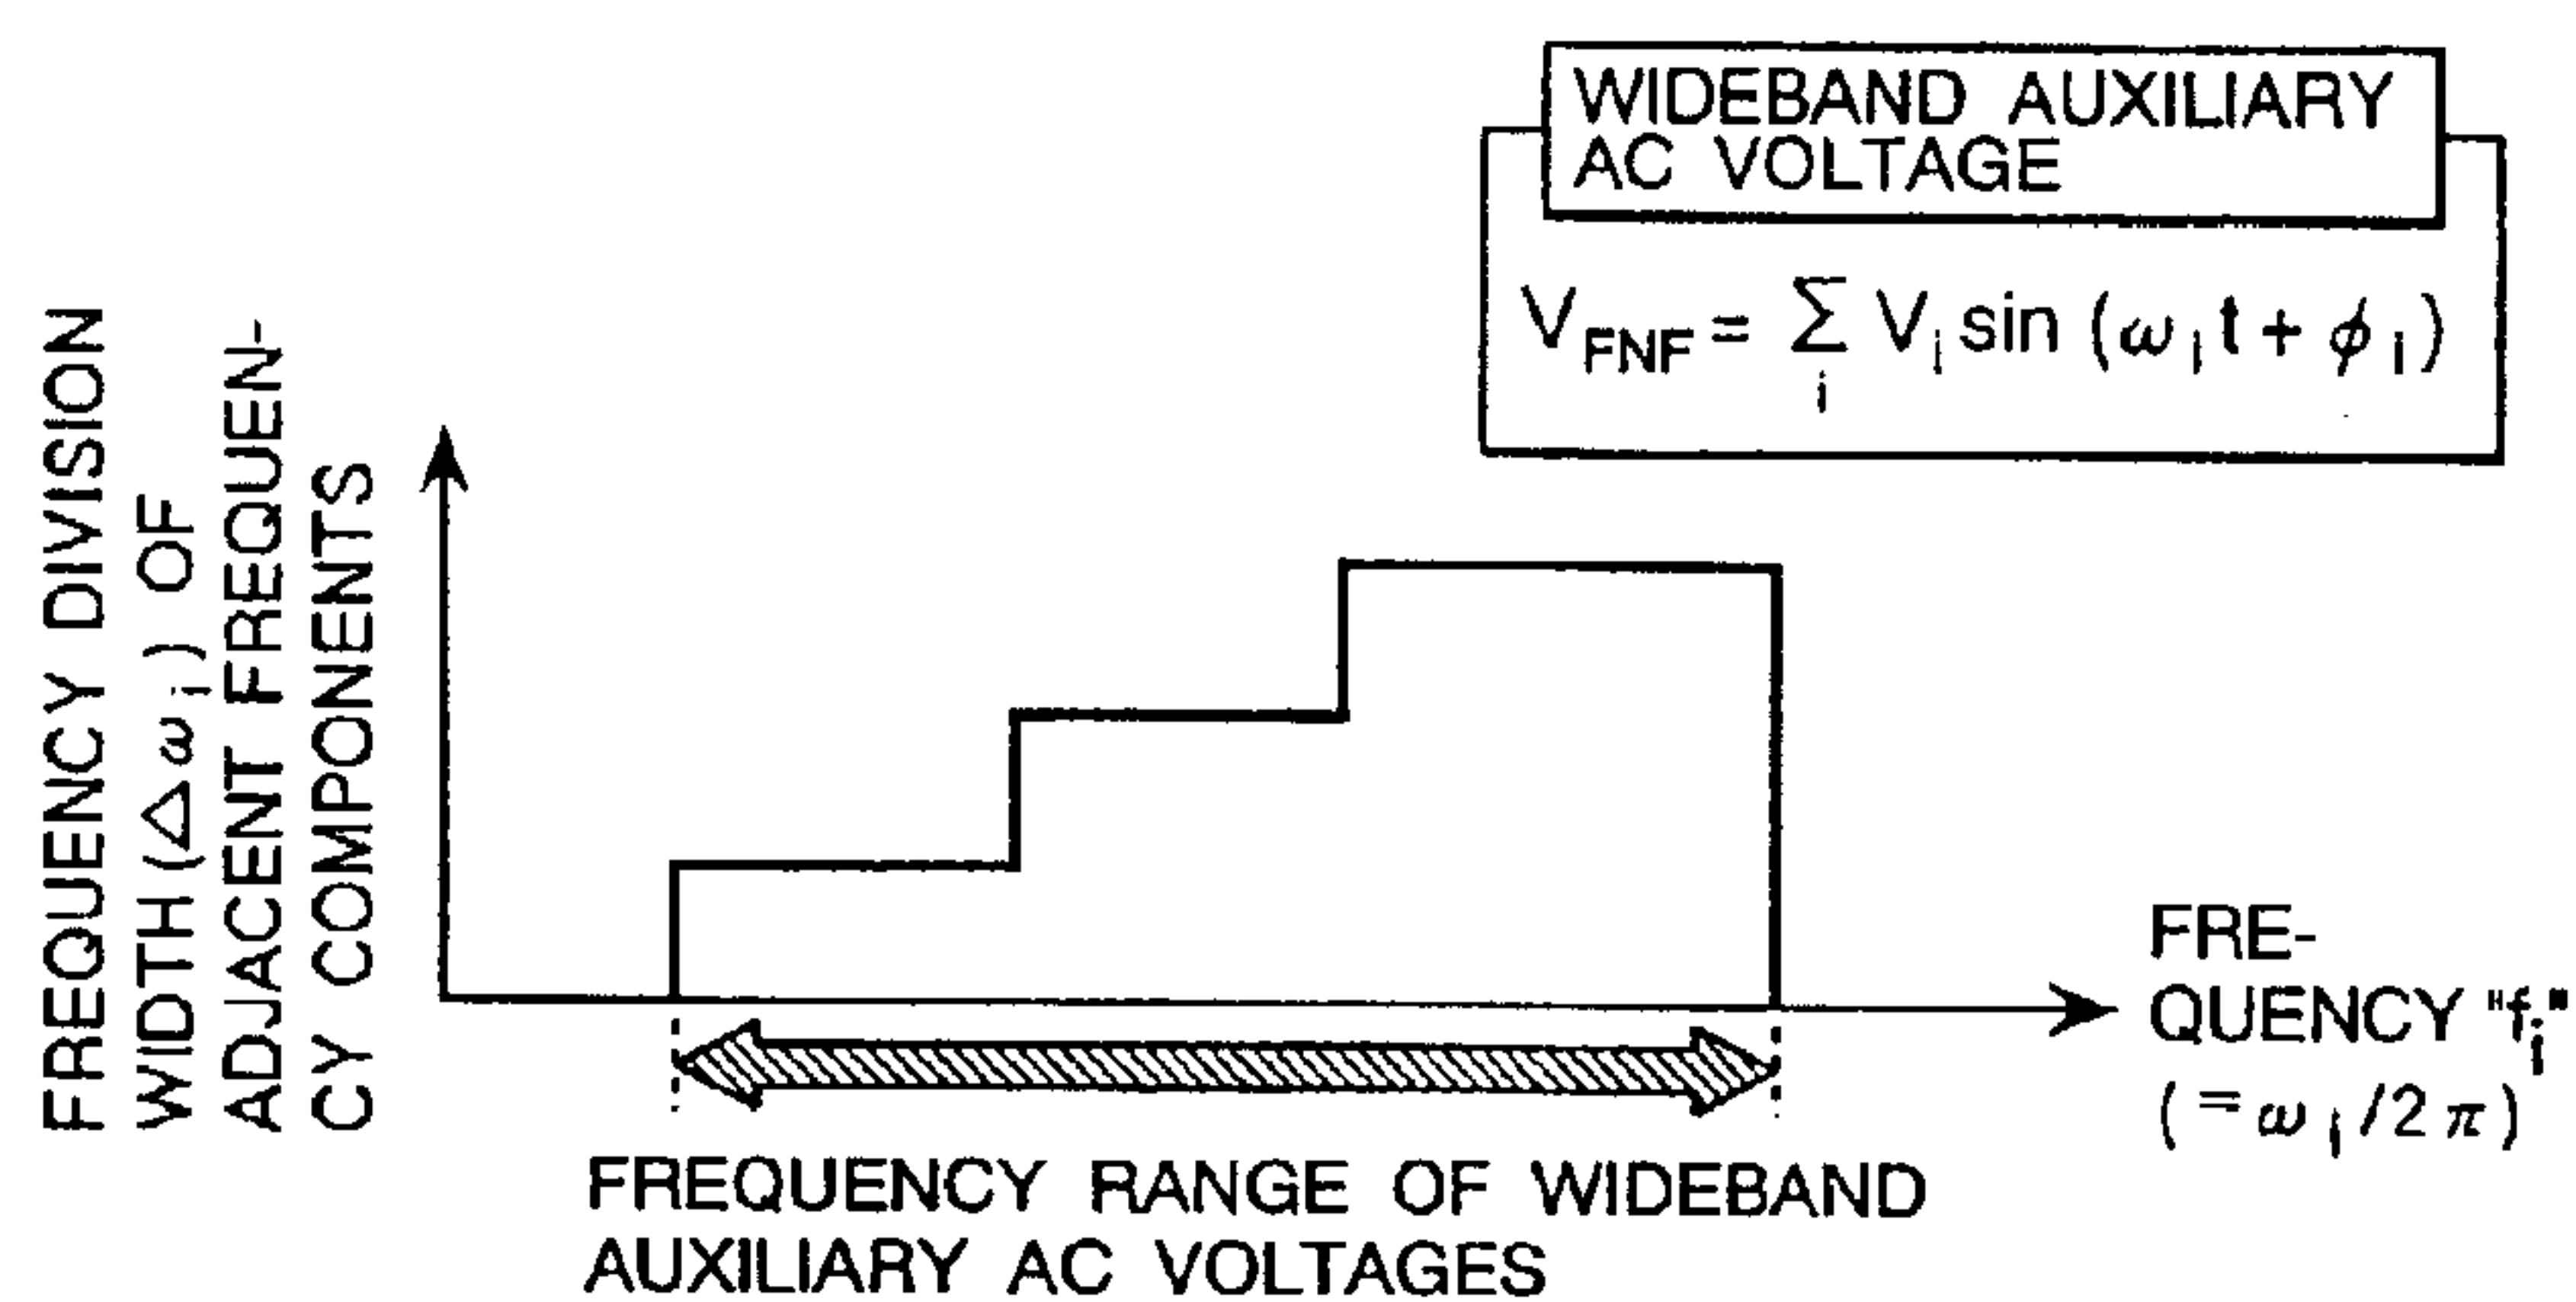 WIDEBAND AUXILIARY
AC VOLTAGE
V_FNF = Σ_i V_i sin (ω_i t + φ_i)
FREQUENCY DIVISION
WIDTH (Δω_i) OF
ADJACENT FREQUEN-
CY COMPONENTS
FRE-
QUENCY "f_i"
(=ω_i/2π)
FREQUENCY RANGE OF WIDEBAND
AUXILIARY AC VOLTAGES